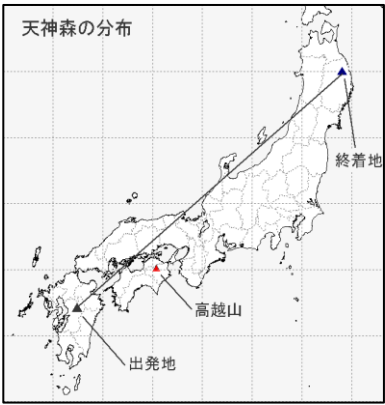 天神森の分布
終着地
高越山
出発地